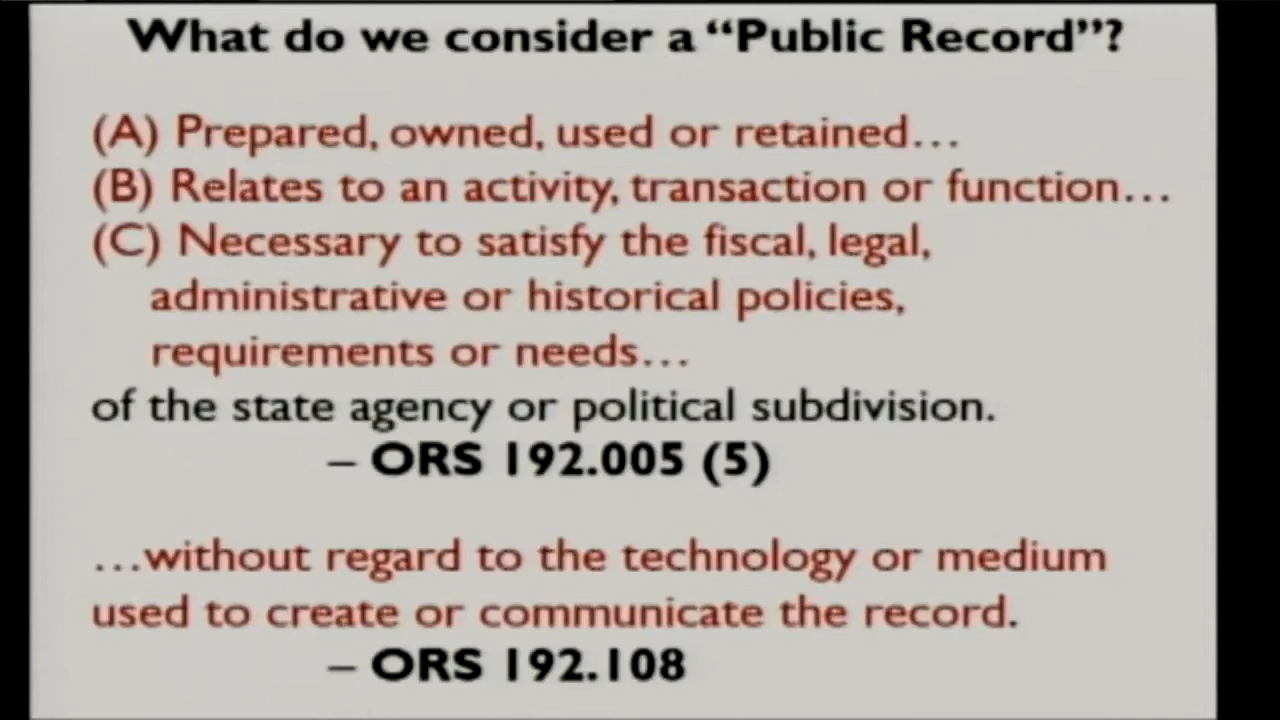 What do we consider a “Public Record”?
(A) Prepared, owned, used or retained…
(B) Relates to an activity, transaction or function…
(C) Necessary to satisfy the fiscal, legal,
administrative or historical policies,
requirements or needs…
of the state agency or political subdivision.
– ORS 192.005 (5)
…without regard to the technology or medium
used to create or communicate the record.
– ORS 192.108